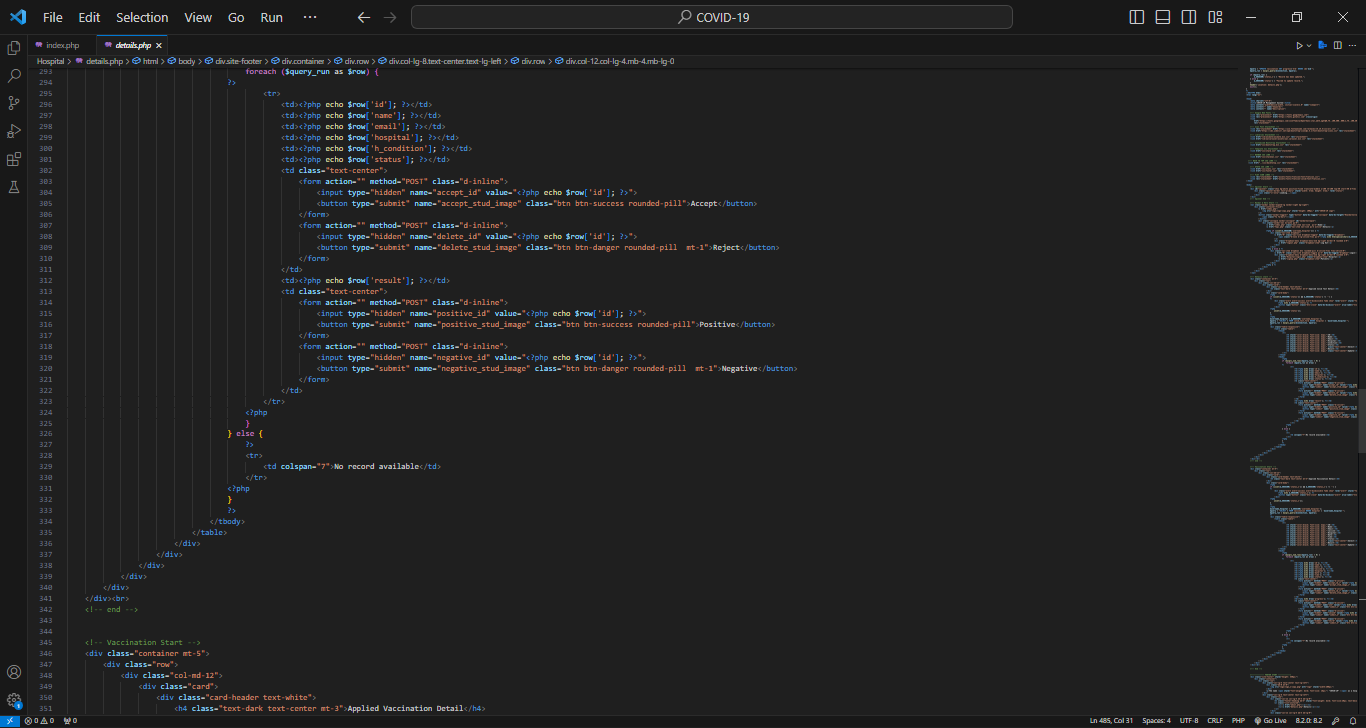 File Edit Selection View Go Run ··· COVID-19
index.php details.php
Hospital > details.php > html > body > div.site-footer > div.container > div.row > div.col-lg-8.text-center.text-lg-left > div.row > div.col-12.col-lg-4.mb-4.mb-lg-0
293 foreach ($query_run as $row) {
294 ?>
295 <tr>
296 <td><?php echo $row['id']; ?></td>
297 <td><?php echo $row['name']; ?></td>
298 <td><?php echo $row['email']; ?></td>
299 <td><?php echo $row['hospital']; ?></td>
300 <td><?php echo $row['h_condition']; ?></td>
301 <td><?php echo $row['status']; ?></td>
302 <td class="text-center">
303 <form action="" method="POST" class="d-inline">
304 <input type="hidden" name="accept_id" value="<?php echo $row['id']; ?>">
305 <button type="submit" name="accept_stud_image" class="btn btn-success rounded-pill">Accept</button>
306 </form>
307 <form action="" method="POST" class="d-inline">
308 <input type="hidden" name="delete_id" value="<?php echo $row['id']; ?>">
309 <button type="submit" name="delete_stud_image" class="btn btn-danger rounded-pill  mt-1">Reject</button>
310 </form>
311 </td>
312 <td><?php echo $row['result']; ?></td>
313 <td class="text-center">
314 <form action="" method="POST" class="d-inline">
315 <input type="hidden" name="positive_id" value="<?php echo $row['id']; ?>">
316 <button type="submit" name="positive_stud_image" class="btn btn-success rounded-pill">Positive</button>
317 </form>
318 <form action="" method="POST" class="d-inline">
319 <input type="hidden" name="negative_id" value="<?php echo $row['id']; ?>">
320 <button type="submit" name="negative_stud_image" class="btn btn-danger rounded-pill  mt-1">Negative</button>
321 </form>
322 </td>
323 </tr>
324 <?php
325 }
326 } else {
327 ?>
328 <tr>
329 <td colspan="7">No record available</td>
330 </tr>
331 <?php
332 }
333 ?>
334 </tbody>
335 </table>
336 </div>
337 </div>
338 </div>
339 </div>
340 </div>
341 </div><br>
342 <!-- end -->
343
344
345 <!-- Vaccination Start -->
346 <div class="container mt-5">
347 <div class="row">
348 <div class="col-md-12">
349 <div class="card">
350 <div class="card-header text-white">
351 <h4 class="text-dark text-center mt-3">Applied Vaccination Detail</h4>
0 0 0 Ln 485, Col 31 Spaces: 4 UTF-8 CRLF PHP Go Live 8.2.0: 8.2